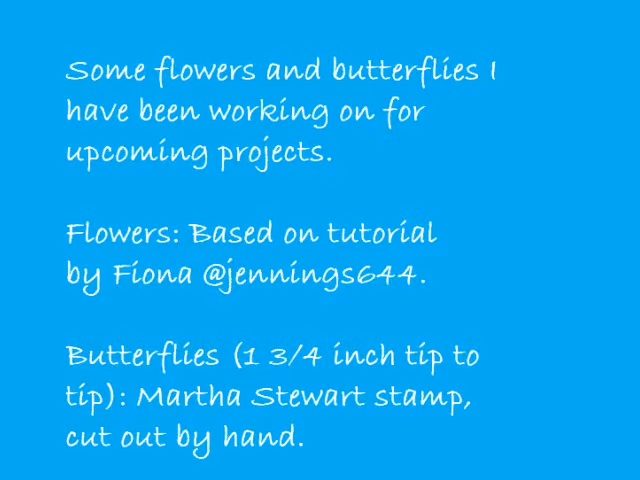 Some flowers and butterflies I
have been working on for
upcoming projects.
Flowers: Based on tutorial
by Fiona @jennings644.
Butterflies (1 3/4 inch tip to
tip): Martha Stewart stamp,
cut out by hand.